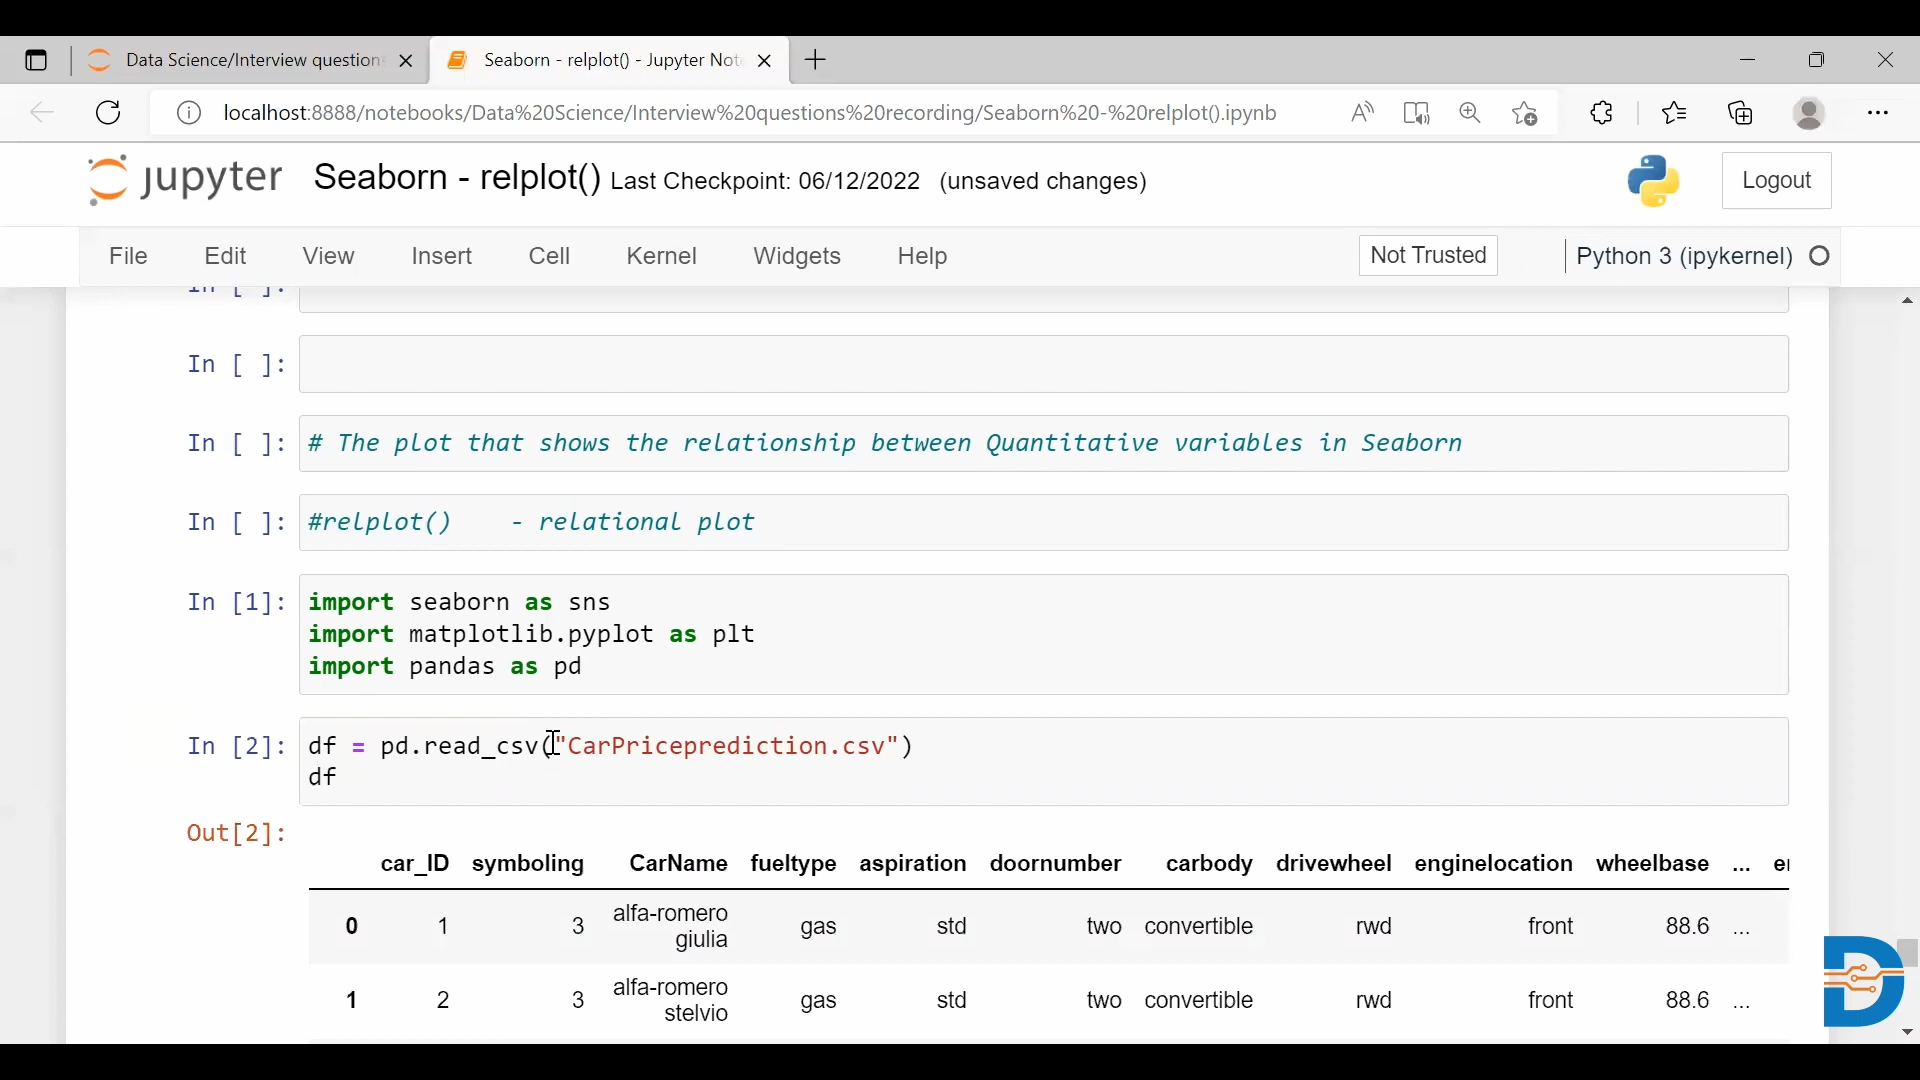 Data Science/Interview question
Seaborn - relplot() - Jupyter Not
localhost:8888/notebooks/Data%20Science/Interview%20questions%20recording/Seaborn%20-%20relplot().ipynb
jupyter Seaborn - relplot() Last Checkpoint: 06/12/2022 (unsaved changes)
Logout
File Edit View Insert Cell Kernel Widgets Help Not Trusted Python 3 (ipykernel)
In [ ]:
In [ ]:
In [ ]: # The plot that shows the relationship between Quantitative variables in Seaborn
In [ ]: #relplot() - relational plot
In [1]: import seaborn as sns
import matplotlib.pyplot as plt
import pandas as pd
In [2]: df = pd.read_csv("CarPriceprediction.csv")
df
Out[2]:
car_ID symboling CarName fueltype aspiration doornumber carbody drivewheel enginelocation wheelbase ...
0 1 3 alfa-romero giulia gas std two convertible rwd front 88.6 ...
1 2 3 alfa-romero stelvio gas std two convertible rwd front 88.6 ...